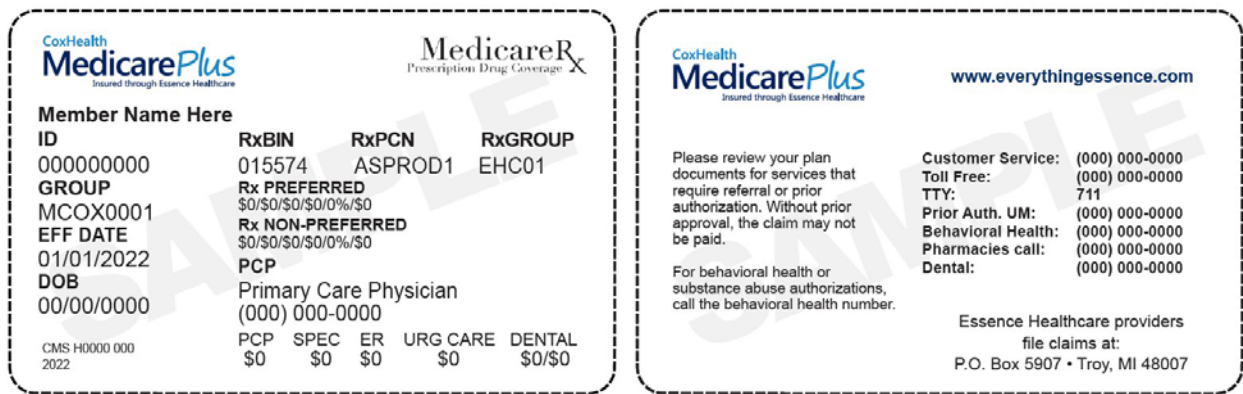 CoxHealth
MedicarePlus
Insured through Essence Healthcare
MedicareRx
Prescription Drug Coverage
Member Name Here
ID
000000000
GROUP
MCOX0001
EFF DATE
01/01/2022
DOB
00/00/0000
CMS H0000 000
2022
RxBIN RxPCN RxGROUP
015574 ASPROD1 EHC01
Rx PREFERRED
$0/$0/$0/$0/0%/$0
Rx NON-PREFERRED
$0/$0/$0/$0/0%/$0
PCP
Primary Care Physician
(000) 000-0000
PCP SPEC ER URG CARE DENTAL
$0 $0 $0 $0 $0/$0
SAMPLE
CoxHealth
MedicarePlus
Insured through Essence Healthcare
www.everythingessence.com
Please review your plan
documents for services that
require referral or prior
authorization. Without prior
approval, the claim may not
be paid.
For behavioral health or
substance abuse authorizations,
call the behavioral health number.
Customer Service: (000) 000-0000
Toll Free: (000) 000-0000
TTY: 711
Prior Auth. UM: (000) 000-0000
Behavioral Health: (000) 000-0000
Pharmacies call: (000) 000-0000
Dental: (000) 000-0000
Essence Healthcare providers
file claims at:
P.O. Box 5907 • Troy, MI 48007
SAMPLE